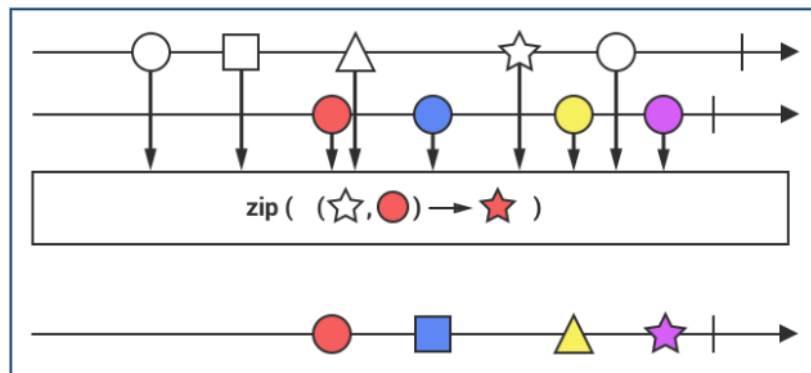 zip( ( , ) → )